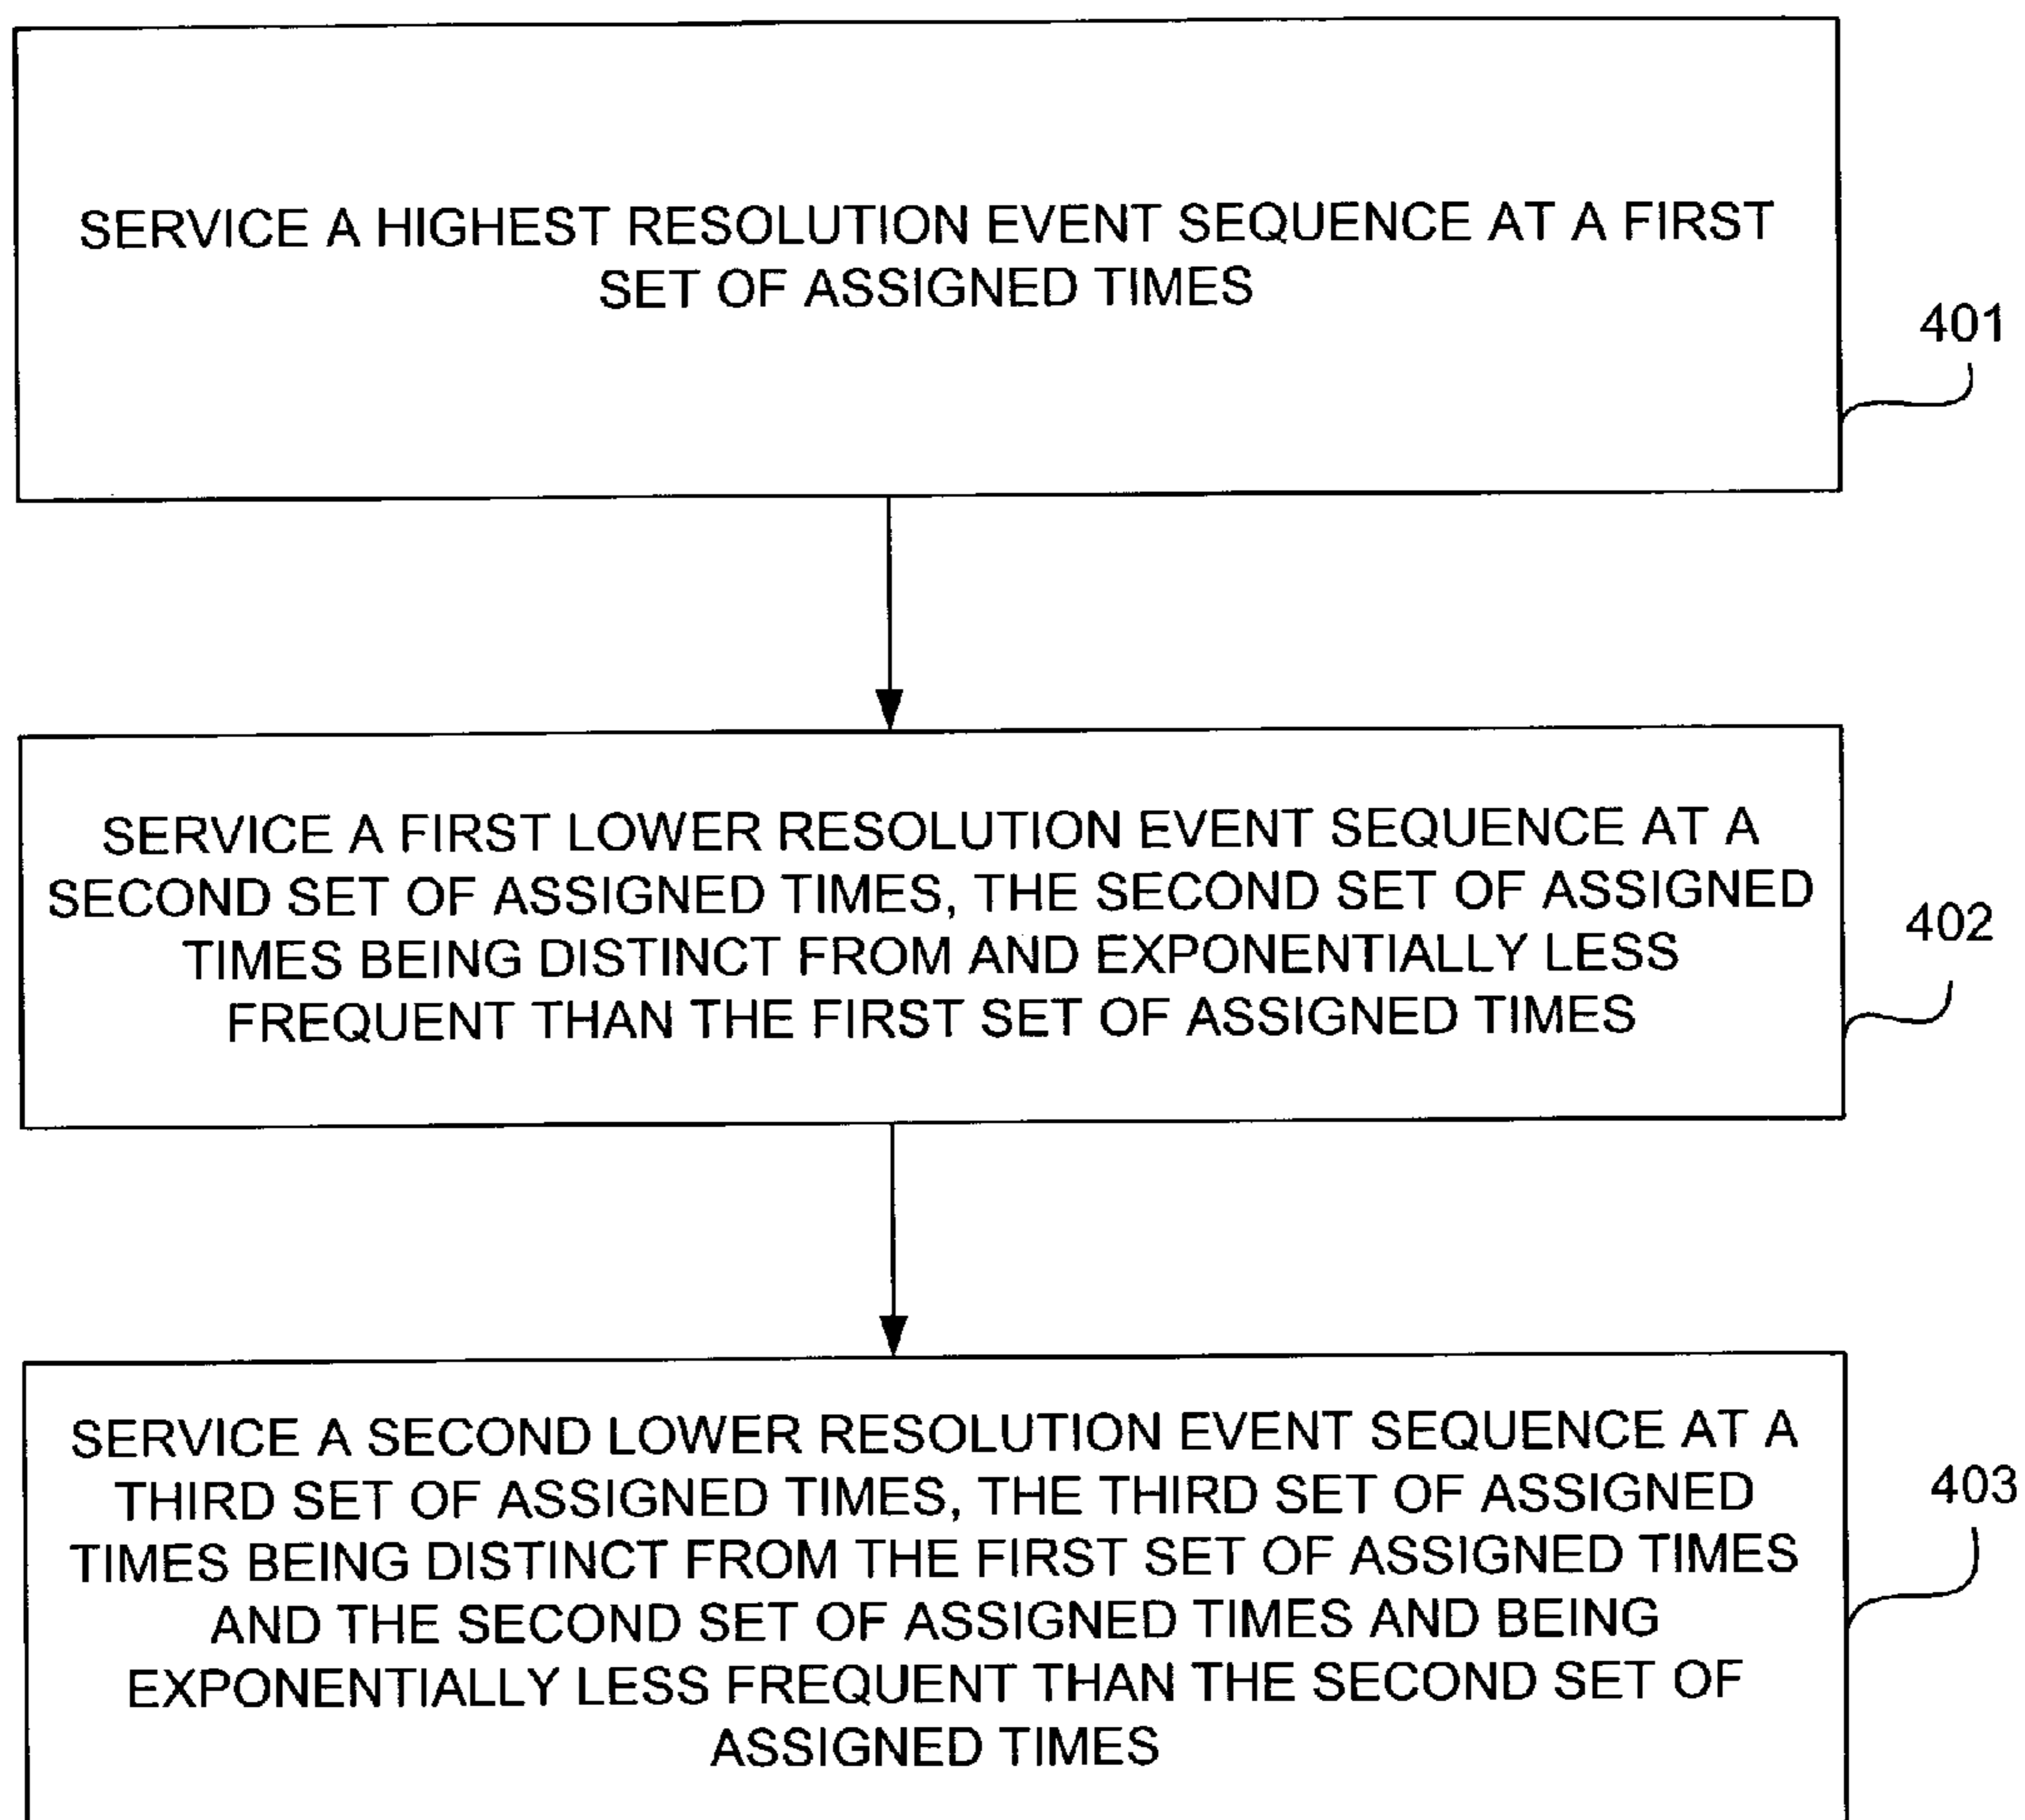 SERVICE A HIGHEST RESOLUTION EVENT SEQUENCE AT A FIRST
SET OF ASSIGNED TIMES
401
SERVICE A FIRST LOWER RESOLUTION EVENT SEQUENCE AT A
SECOND SET OF ASSIGNED TIMES, THE SECOND SET OF ASSIGNED
TIMES BEING DISTINCT FROM AND EXPONENTIALLY LESS
FREQUENT THAN THE FIRST SET OF ASSIGNED TIMES
402
SERVICE A SECOND LOWER RESOLUTION EVENT SEQUENCE AT A
THIRD SET OF ASSIGNED TIMES, THE THIRD SET OF ASSIGNED
TIMES BEING DISTINCT FROM THE FIRST SET OF ASSIGNED TIMES
AND THE SECOND SET OF ASSIGNED TIMES AND BEING
EXPONENTIALLY LESS FREQUENT THAN THE SECOND SET OF
ASSIGNED TIMES
403